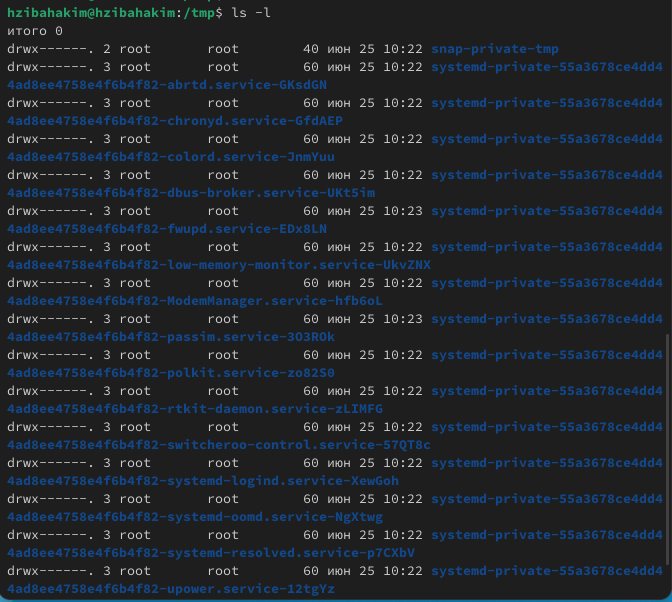 hzibahakim@hzibahakim:/tmp$ ls -l
итого 0
drwx------. 2 root       root        40 июн 25 10:22 snap-private-tmp
drwx------. 3 root       root        60 июн 25 10:22 systemd-private-55a3678ce4dd4
4ad8ee4758e4f6b4f82-abrtd.service-GKsdGN
drwx------. 3 root       root        60 июн 25 10:22 systemd-private-55a3678ce4dd4
4ad8ee4758e4f6b4f82-chronyd.service-GfdAEP
drwx------. 3 root       root        60 июн 25 10:22 systemd-private-55a3678ce4dd4
4ad8ee4758e4f6b4f82-colord.service-JnmYuu
drwx------. 3 root       root        60 июн 25 10:22 systemd-private-55a3678ce4dd4
4ad8ee4758e4f6b4f82-dbus-broker.service-UKt5im
drwx------. 3 root       root        60 июн 25 10:23 systemd-private-55a3678ce4dd4
4ad8ee4758e4f6b4f82-fwupd.service-EDx8LN
drwx------. 3 root       root        60 июн 25 10:22 systemd-private-55a3678ce4dd4
4ad8ee4758e4f6b4f82-low-memory-monitor.service-UkvZNX
drwx------. 3 root       root        60 июн 25 10:22 systemd-private-55a3678ce4dd4
4ad8ee4758e4f6b4f82-ModemManager.service-hfb6oL
drwx------. 3 root       root        60 июн 25 10:23 systemd-private-55a3678ce4dd4
4ad8ee4758e4f6b4f82-passim.service-3O3ROk
drwx------. 3 root       root        60 июн 25 10:22 systemd-private-55a3678ce4dd4
4ad8ee4758e4f6b4f82-polkit.service-zo82S0
drwx------. 3 root       root        60 июн 25 10:22 systemd-private-55a3678ce4dd4
4ad8ee4758e4f6b4f82-rtkit-daemon.service-zLIMFG
drwx------. 3 root       root        60 июн 25 10:22 systemd-private-55a3678ce4dd4
4ad8ee4758e4f6b4f82-switcheroo-control.service-57QT8c
drwx------. 3 root       root        60 июн 25 10:22 systemd-private-55a3678ce4dd4
4ad8ee4758e4f6b4f82-systemd-logind.service-XewGoh
drwx------. 3 root       root        60 июн 25 10:22 systemd-private-55a3678ce4dd4
4ad8ee4758e4f6b4f82-systemd-oomd.service-NgXtwg
drwx------. 3 root       root        60 июн 25 10:22 systemd-private-55a3678ce4dd4
4ad8ee4758e4f6b4f82-systemd-resolved.service-p7CXbV
drwx------. 3 root       root        60 июн 25 10:22 systemd-private-55a3678ce4dd4
4ad8ee4758e4f6b4f82-upower.service-12tgYz